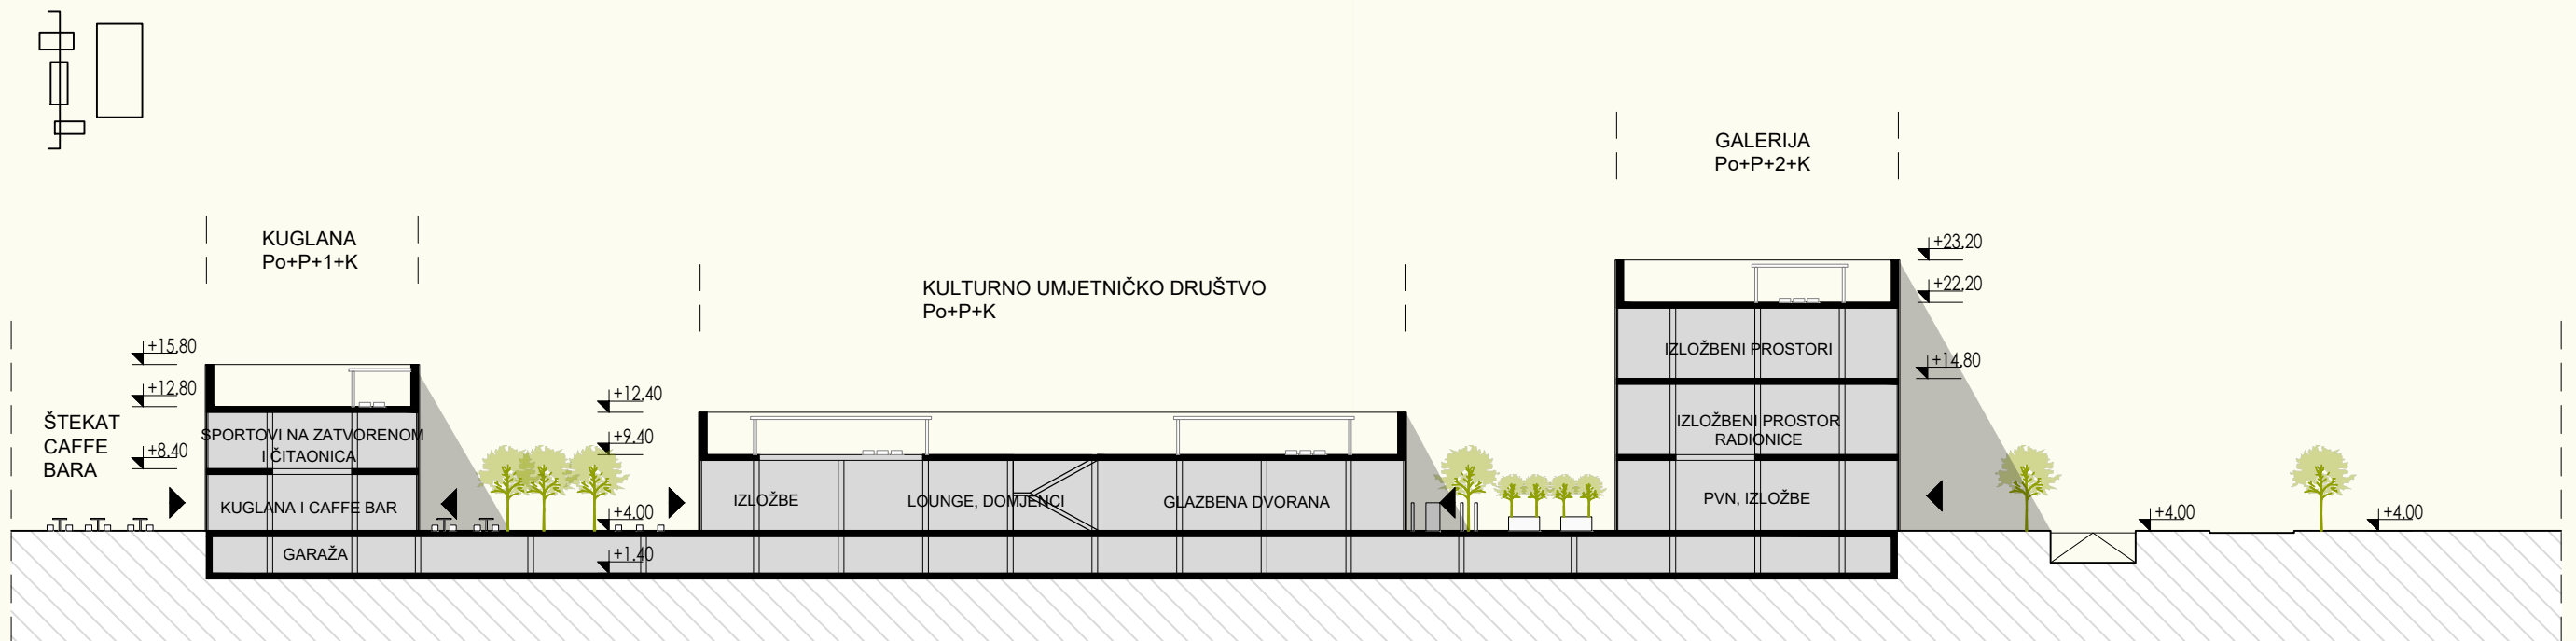 GALERIJA
Po+P+2+K
KUGLANA
Po+P+1+K
KULTURNO UMJETNIČKO DRUŠTVO
Po+P+K
+23,20
+22,20
+14,80
+15,80
+12,80
+8,40
ŠTEKAT
CAFFE
BARA
+12,40
+9,40
+4,00
+1,40
SPORTOVI NA ZATVORENOM
I ČITAONICA
KUGLANA I CAFFE BAR
GARAŽA
IZLOŽBE
LOUNGE, DOMJENCI
GLAZBENA DVORANA
IZLOŽBENI PROSTORI
IZLOŽBENI PROSTOR
RADIONICE
PVN, IZLOŽBE
+4,00
+4,00